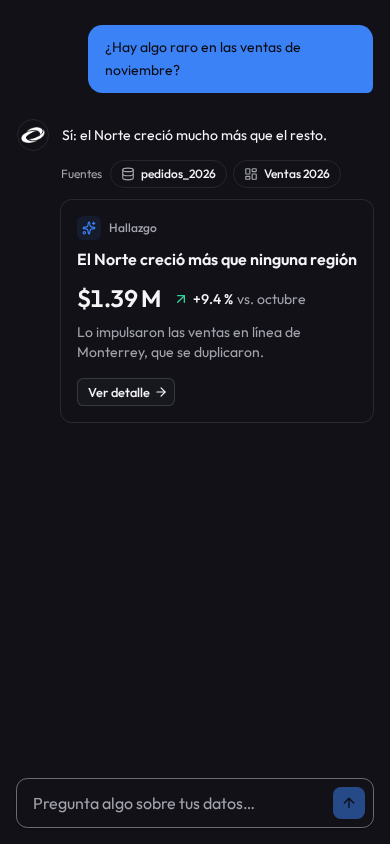 ¿Hay algo raro en las ventas de
noviembre?
Sí: el Norte creció mucho más que el resto.
Fuentes pedidos_2026 Ventas 2026
Hallazgo
El Norte creció más que ninguna región
$1.39 M +9.4 % vs. octubre
Lo impulsaron las ventas en línea de
Monterrey, que se duplicaron.
Ver detalle
Pregunta algo sobre tus datos…